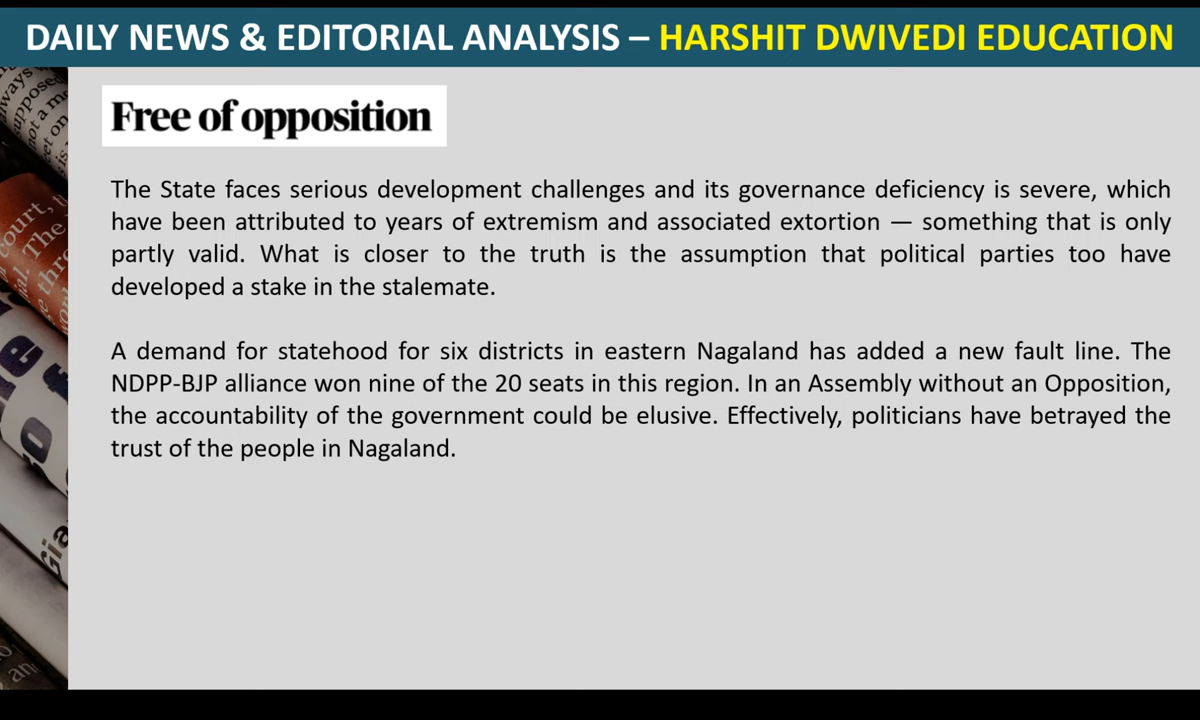 DAILY NEWS & EDITORIAL ANALYSIS – HARSHIT DWIVEDI EDUCATION
Free of opposition
The State faces serious development challenges and its governance deficiency is severe, which
have been attributed to years of extremism and associated extortion — something that is only
partly valid. What is closer to the truth is the assumption that political parties too have
developed a stake in the stalemate.
A demand for statehood for six districts in eastern Nagaland has added a new fault line. The
NDPP-BJP alliance won nine of the 20 seats in this region. In an Assembly without an Opposition,
the accountability of the government could be elusive. Effectively, politicians have betrayed the
trust of the people in Nagaland.